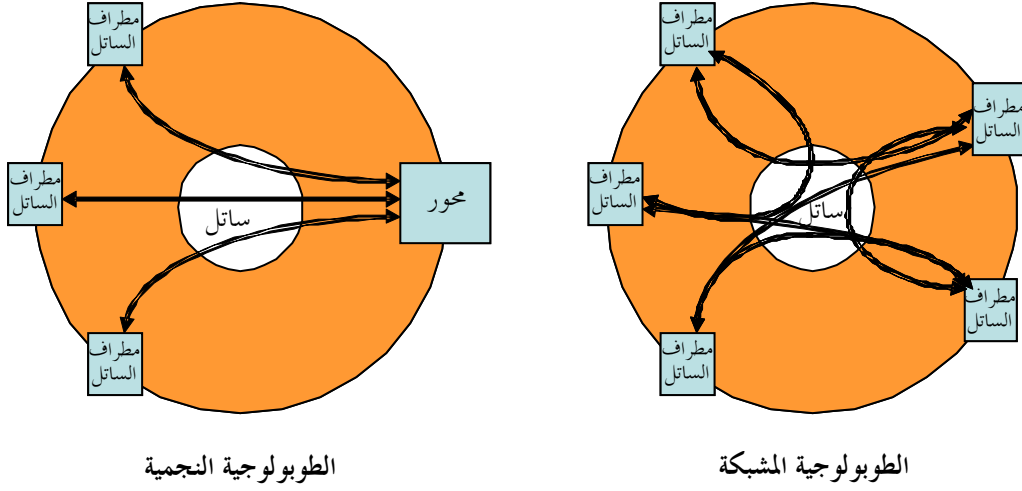 مطراف
الساتل
مطراف
الساتل
محور
ساتل
مطراف
الساتل
الطوبولوجية النجمية
مطراف
الساتل
مطراف
الساتل
مطراف
الساتل
ساتل
مطراف
الساتل
مطراف
الساتل
الطوبولوجية المشبكة